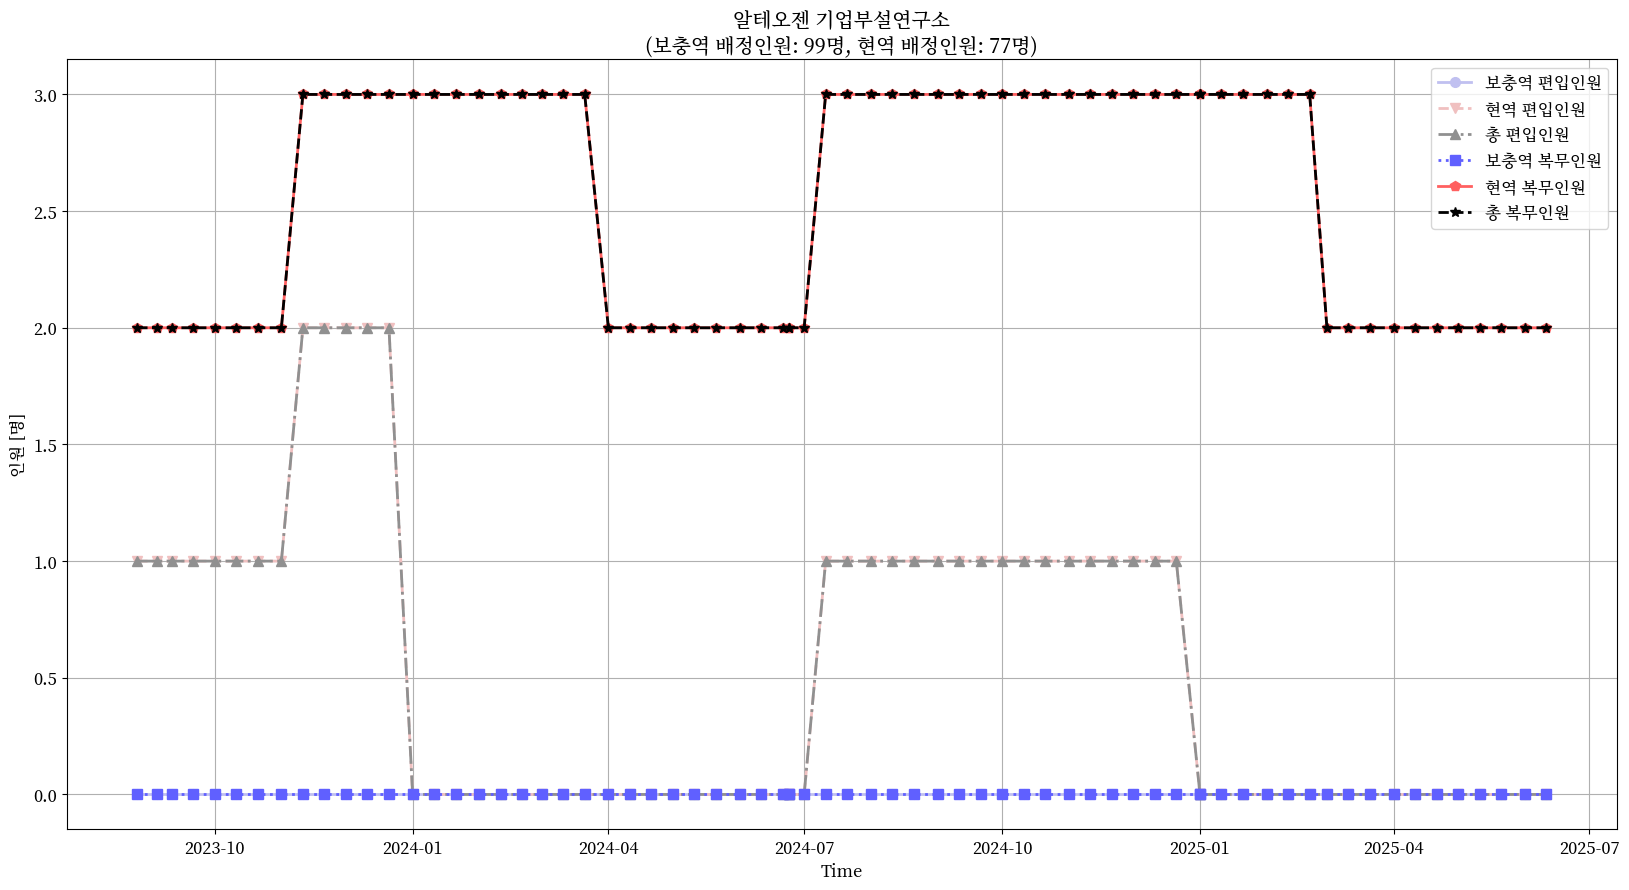 알테오젠 기업부설연구소
(보충역 배정인원: 99명, 현역 배정인원: 77명)
3.0
2.5
2.0
1.5
1.0
0.5
0.0
인원 [명]
보충역 편입인원
현역 편입인원
총 편입인원
보충역 복무인원
현역 복무인원
총 복무인원
2023-10
2024-01
2024-04
2024-07
2024-10
2025-01
2025-04
2025-07
Time